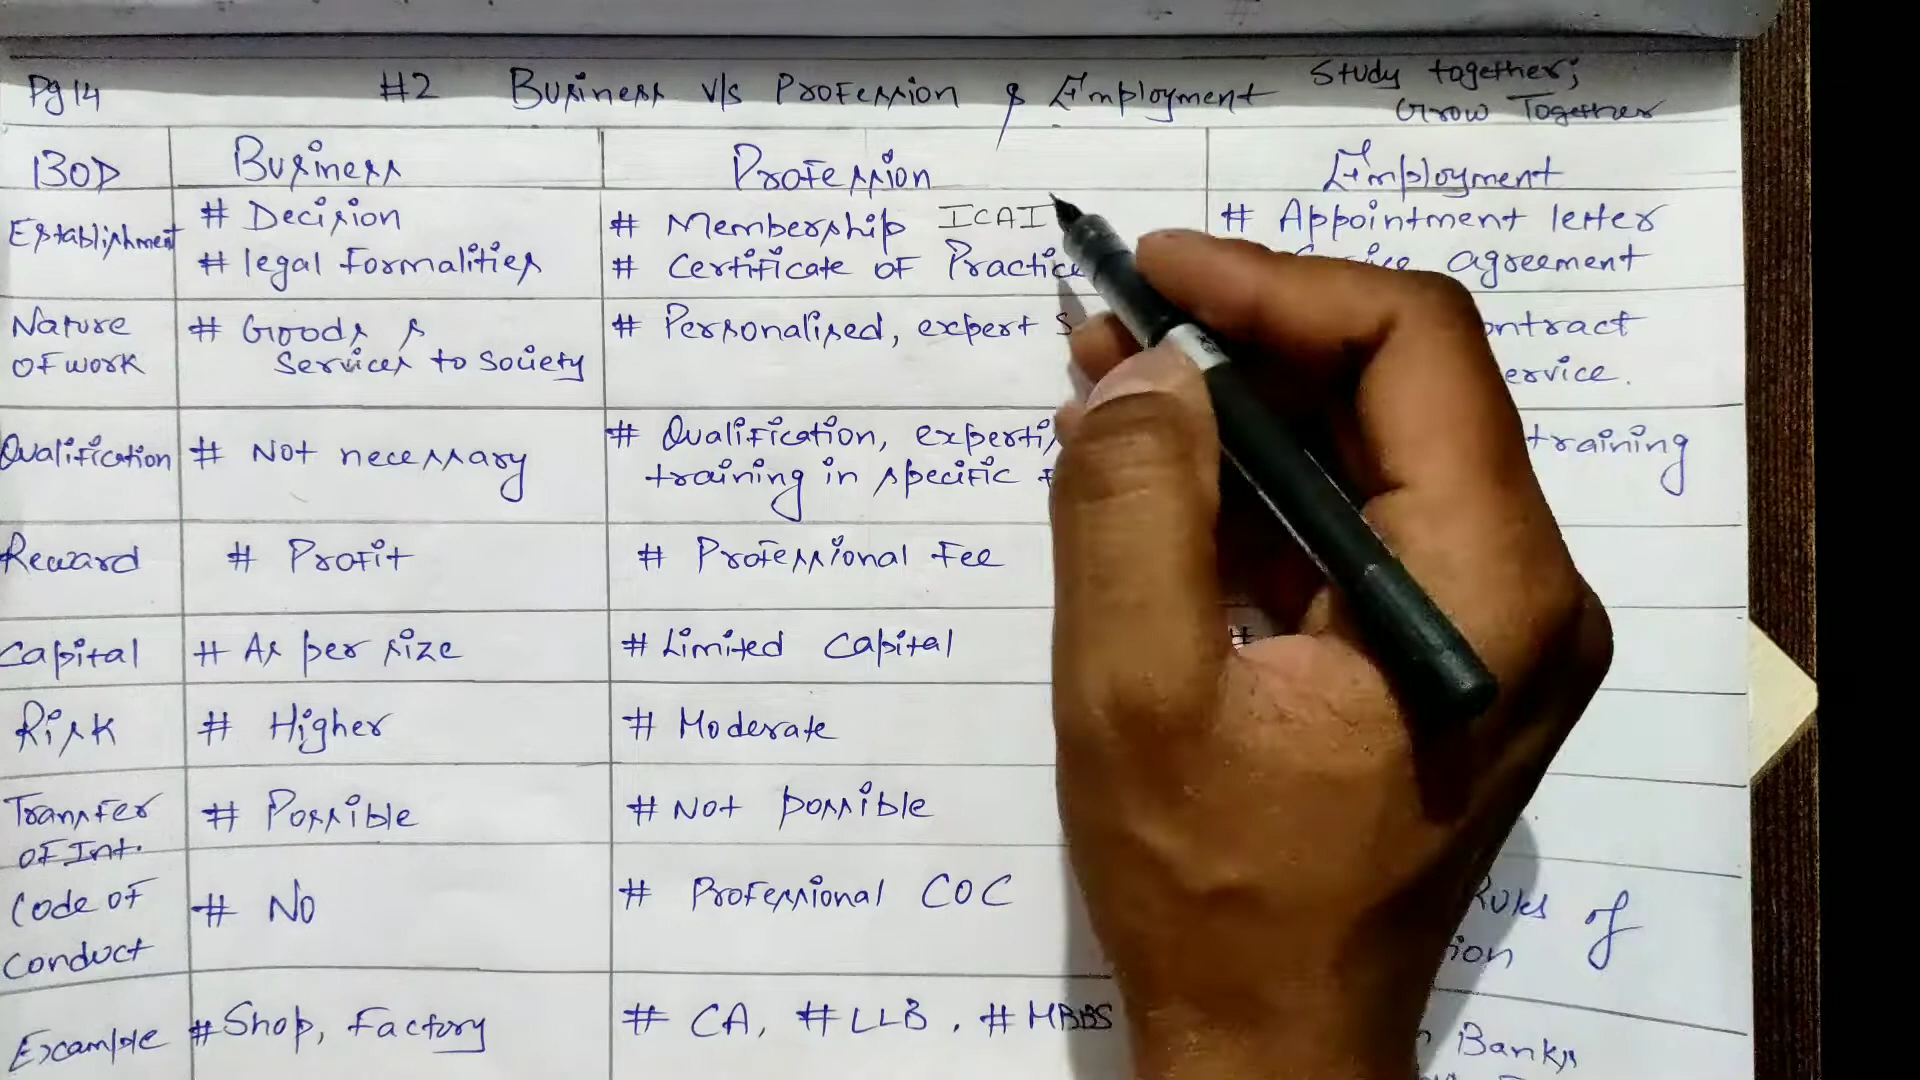 Pg 14 #2 Business v/s Profession & Employment Study together;
Grow Together
BOD Business Profession Employment
Establishment # Decision
# legal Formalities
# Membership ICAI
# Certificate OF Practice
# Appointment letter
agreement
Nature
OF work
# Goods &
Services to Society
# Personalised, expert S
ontract
ervice.
Qualification # Not necessary
# Qualification, expertis
training in specific F
training
Reward # Profit # Professional Fee
Capital # As per size # Limited Capital #
Risk # Higher # Moderate
Transfer
OF Int.
# Possible # Not possible
Code OF
Conduct
# No # Professional COC
Rules of
ion
Example # Shop, Factory # CA, # LLB, # MBBS
Banks